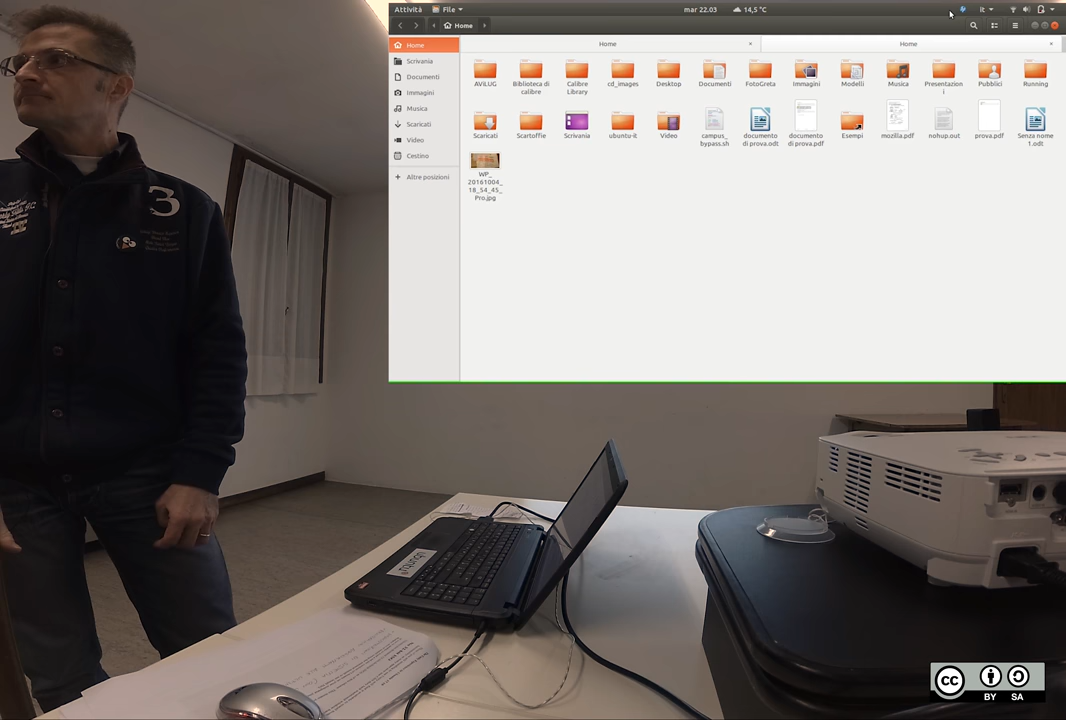 Attività File mar 22.03 14,5 °C it
Home
Home Home
Home
Scrivania
Documenti
Immagini
Musica
Scaricati
Video
Cestino
Altre posizioni
AVILUG
Biblioteca di calibre
Calibre Library
cd_images
Desktop
Documenti
FotoGreta
Immagini
Modelli
Musica
Presentazioni
Pubblici
Running
Scaricati
Scartoffie
Scrivania
ubuntu-it
Video
campus_bypass.sh
documento di prova.odt
documento di prova.pdf
Esempi
mozilla.pdf
nohup.out
prova.pdf
Senza nome 1.odt
WP_20161004_18_54_45_Pro.jpg
3
ubuntu
cc
BY SA